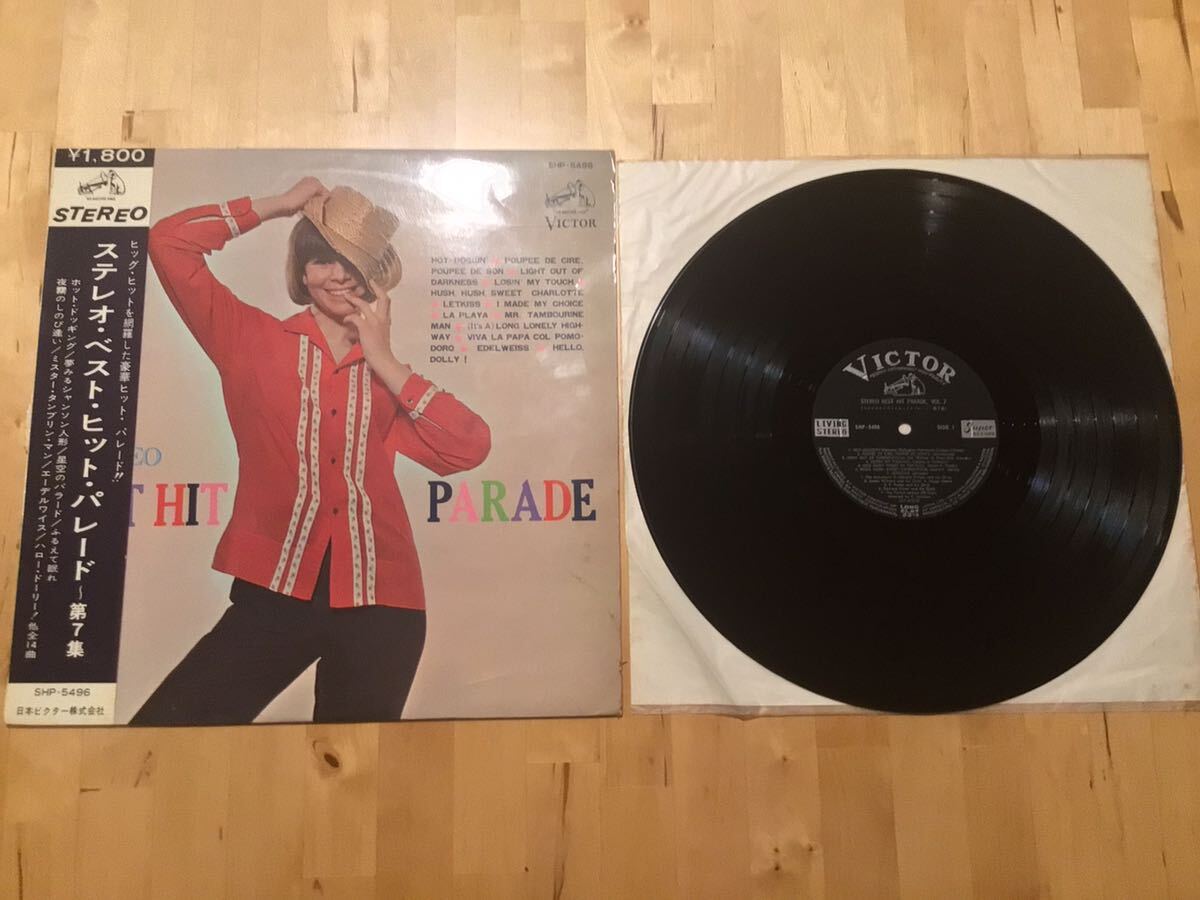 ¥1,800
STEREO
ヒッグ・ヒットを網羅した豪華ヒット・パレード!!
ステレオ・ベスト・ヒット・パレード〜第7集
ホット・ドッギング/夢みるシャンソン人形/星空のバラード/ふるえて眠れ
夜霧のしのび逢い/ミスター・タンブリン・マン/エーデルワイス/ハロー・ドーリー!他全14曲
SHP-5496
日本ビクター株式会社
SHP-5496
VICTOR
HOT-DOGGIN' POUPEE DE CIRE,
POUPEE DE SON LIGHT OUT OF
DARKNESS LOSIN' MY TOUCH
HUSH, HUSH, SWEET CHARLOTTE
LETKISS I MADE MY CHOICE
LA PLAYA MR. TAMBOURINE
MAN (It's A) LONG LONELY HIGH-
WAY VIVA LA PAPA COL POMO-
DORO EDELWEISS HELLO,
DOLLY!
EO
T HIT PARADE
VICTOR
STEREO BEST HIT PARADE, VOL. 7
LIVING
STEREO
SHP-5496
SIDE 1
Super
LONG
PLAY